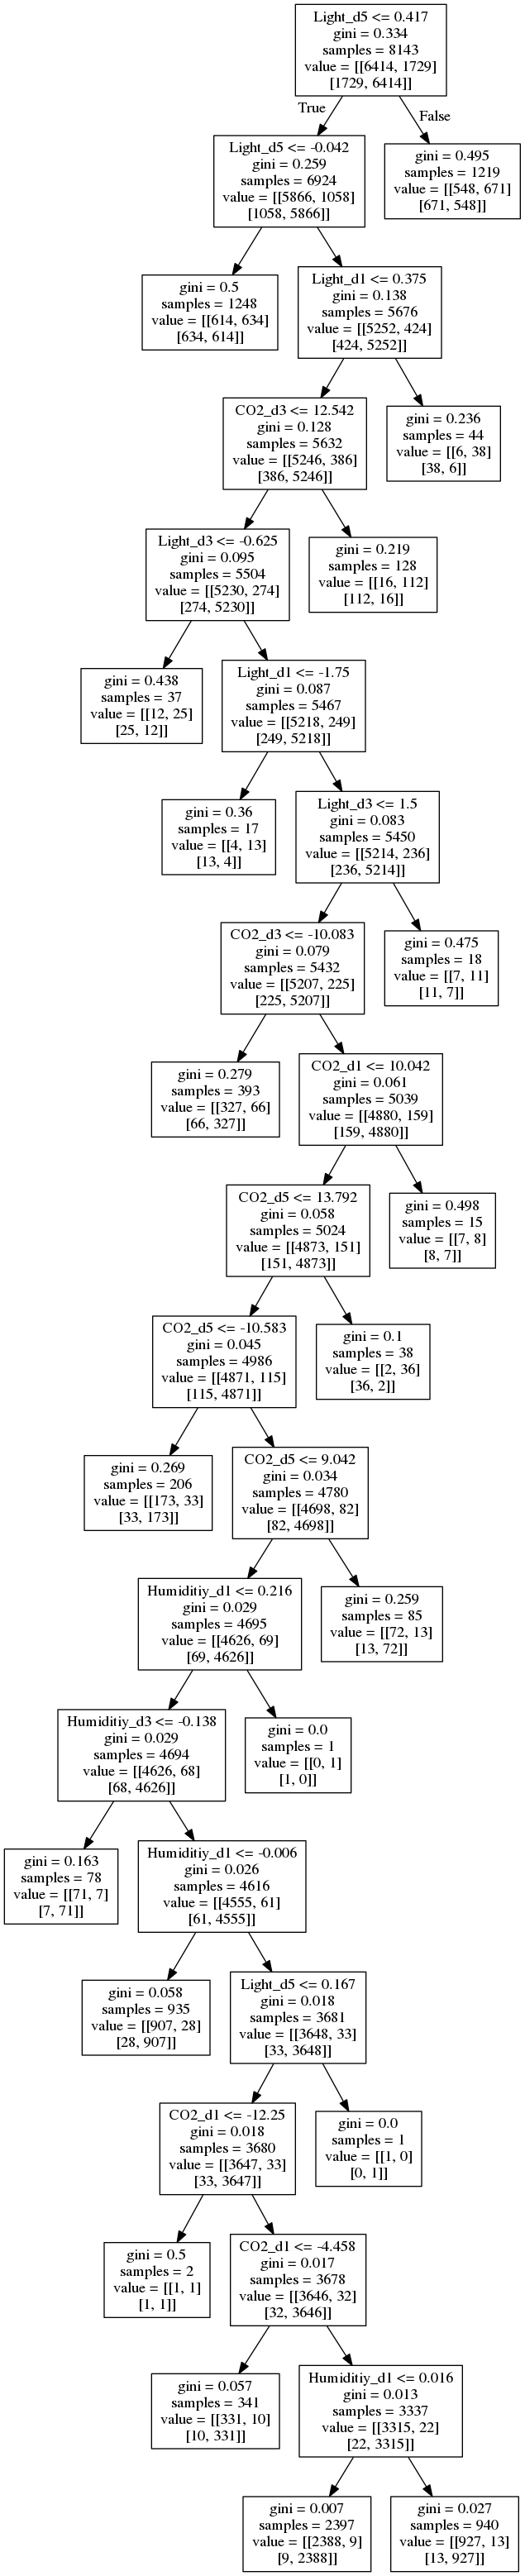 Light_d5 <= 0.417
gini = 0.334
samples = 8143
value = [[6414, 1729]
[1729, 6414]]
True
False
Light_d5 <= -0.042
gini = 0.259
samples = 6924
value = [[5866, 1058]
[1058, 5866]]
gini = 0.495
samples = 1219
value = [[548, 671]
[671, 548]]
gini = 0.5
samples = 1248
value = [[614, 634]
[634, 614]]
Light_d1 <= 0.375
gini = 0.138
samples = 5676
value = [[5252, 424]
[424, 5252]]
CO2_d3 <= 12.542
gini = 0.128
samples = 5632
value = [[5246, 386]
[386, 5246]]
gini = 0.236
samples = 44
value = [[6, 38]
[38, 6]]
Light_d3 <= -0.625
gini = 0.095
samples = 5504
value = [[5230, 274]
[274, 5230]]
gini = 0.219
samples = 128
value = [[16, 112]
[112, 16]]
gini = 0.438
samples = 37
value = [[12, 25]
[25, 12]]
Light_d1 <= -1.75
gini = 0.087
samples = 5467
value = [[5218, 249]
[249, 5218]]
gini = 0.36
samples = 17
value = [[4, 13]
[13, 4]]
Light_d3 <= 1.5
gini = 0.083
samples = 5450
value = [[5214, 236]
[236, 5214]]
CO2_d3 <= -10.083
gini = 0.079
samples = 5432
value = [[5207, 225]
[225, 5207]]
gini = 0.475
samples = 18
value = [[7, 11]
[11, 7]]
gini = 0.279
samples = 393
value = [[327, 66]
[66, 327]]
CO2_d1 <= 10.042
gini = 0.061
samples = 5039
value = [[4880, 159]
[159, 4880]]
CO2_d5 <= 13.792
gini = 0.058
samples = 5024
value = [[4873, 151]
[151, 4873]]
gini = 0.498
samples = 15
value = [[7, 8]
[8, 7]]
CO2_d5 <= -10.583
gini = 0.045
samples = 4986
value = [[4871, 115]
[115, 4871]]
gini = 0.1
samples = 38
value = [[2, 36]
[36, 2]]
gini = 0.269
samples = 206
value = [[173, 33]
[33, 173]]
CO2_d5 <= 9.042
gini = 0.034
samples = 4780
value = [[4698, 82]
[82, 4698]]
Humiditiy_d1 <= 0.216
gini = 0.029
samples = 4695
value = [[4626, 69]
[69, 4626]]
gini = 0.259
samples = 85
value = [[72, 13]
[13, 72]]
Humiditiy_d3 <= -0.138
gini = 0.029
samples = 4694
value = [[4626, 68]
[68, 4626]]
gini = 0.0
samples = 1
value = [[0, 1]
[1, 0]]
gini = 0.163
samples = 78
value = [[71, 7]
[7, 71]]
Humiditiy_d1 <= -0.006
gini = 0.026
samples = 4616
value = [[4555, 61]
[61, 4555]]
gini = 0.058
samples = 935
value = [[907, 28]
[28, 907]]
Light_d5 <= 0.167
gini = 0.018
samples = 3681
value = [[3648, 33]
[33, 3648]]
CO2_d1 <= -12.25
gini = 0.018
samples = 3680
value = [[3647, 33]
[33, 3647]]
gini = 0.0
samples = 1
value = [[1, 0]
[0, 1]]
gini = 0.5
samples = 2
value = [[1, 1]
[1, 1]]
CO2_d1 <= -4.458
gini = 0.017
samples = 3678
value = [[3646, 32]
[32, 3646]]
gini = 0.057
samples = 341
value = [[331, 10]
[10, 331]]
Humiditiy_d1 <= 0.016
gini = 0.013
samples = 3337
value = [[3315, 22]
[22, 3315]]
gini = 0.007
samples = 2397
value = [[2388, 9]
[9, 2388]]
gini = 0.027
samples = 940
value = [[927, 13]
[13, 927]]